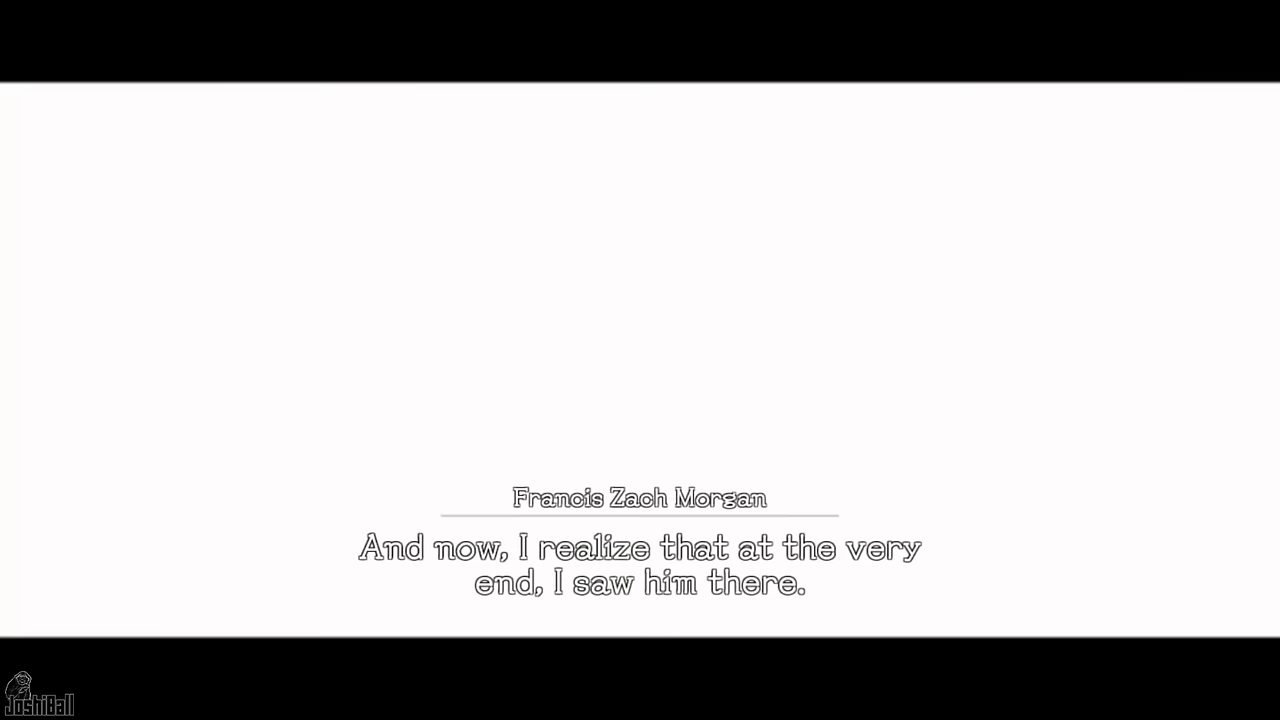 Francis Zach Morgan
And now, I realize that at the very
end, I saw him there.
JoshiBall